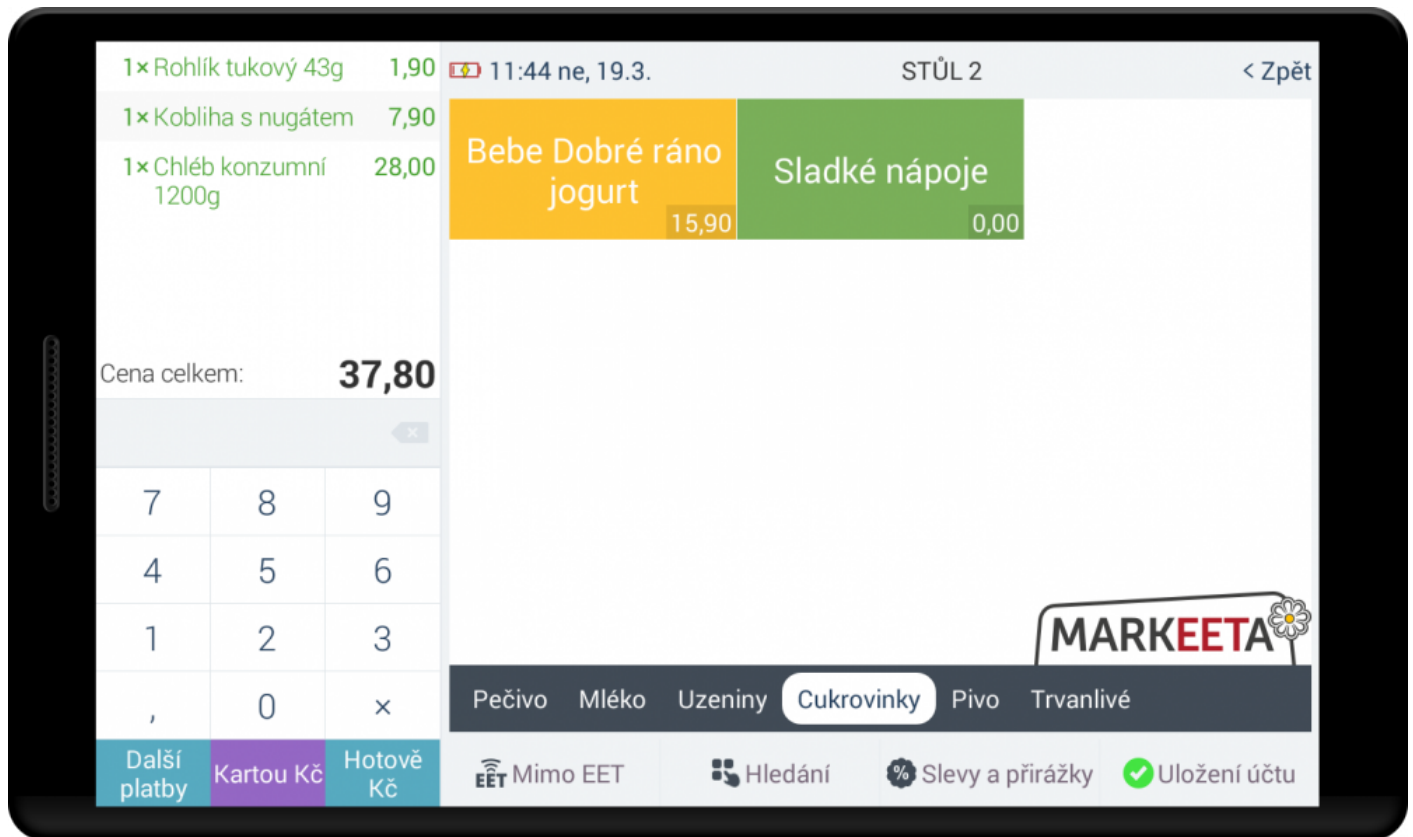 1× Rohlík tukový 43g 1,90
1× Kobliha s nugátem 7,90
1× Chléb konzumní 28,00
1200g
Cena celkem: 37,80
7 8 9
4 5 6
1 2 3
, 0 ×
Další
platby
Kartou Kč
Hotově
Kč
11:44 ne, 19.3. STŮL 2 < Zpět
Bebe Dobré ráno
jogurt
15,90
Sladké nápoje
0,00
MARKEETA
Pečivo Mléko Uzeniny Cukrovinky Pivo Trvanlivé
EET Mimo EET Hledání % Slevy a přirážky Uložení účtu